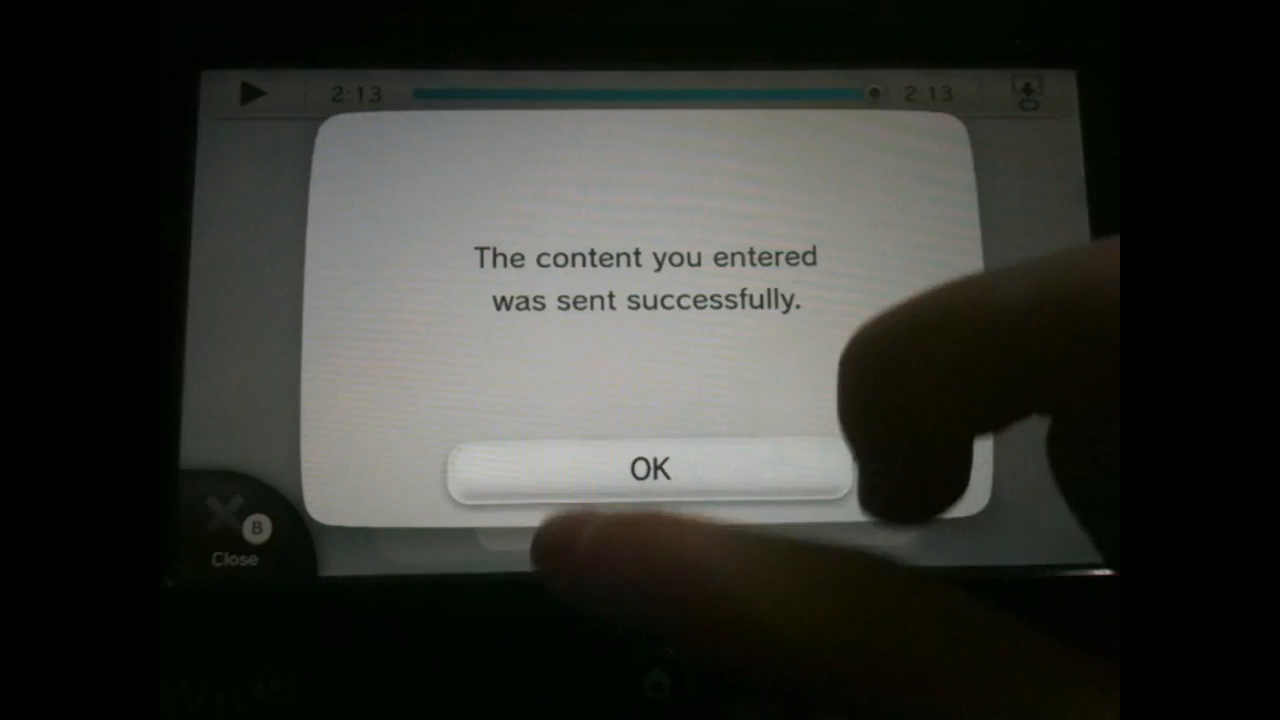 2:13 2:13
The content you entered
was sent successfully.
OK
B
Close